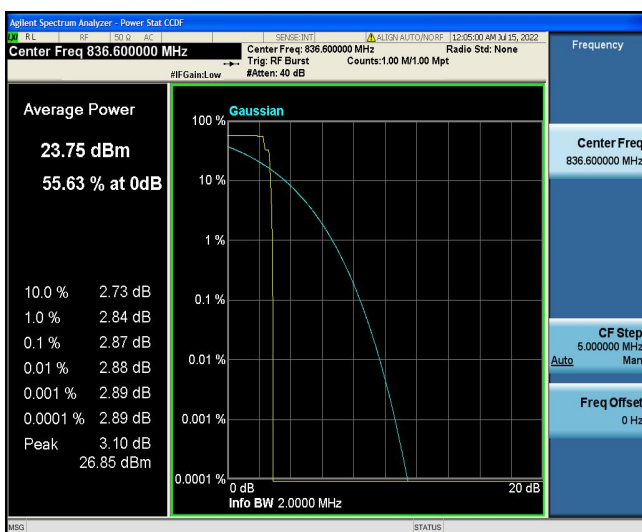 Agilent Spectrum Analyzer - Power Stat CCDF
RL RF 50 Ω AC SENSE:INT ALIGN AUTO/NO RF 12:05:00 AM Jul 15, 2022
Center Freq 836.600000 MHz
Center Freq: 836.600000 MHz Radio Std: None
Trig: RF Burst Counts:1.00 M/1.00 Mpt
#IFGain:Low #Atten: 40 dB
Frequency
Average Power
23.75 dBm
55.63 % at 0dB
10.0 % 2.73 dB
1.0 % 2.84 dB
0.1 % 2.87 dB
0.01 % 2.88 dB
0.001 % 2.89 dB
0.0001 % 2.89 dB
Peak 3.10 dB
26.85 dBm
Gaussian
100 %
10 %
1 %
0.1 %
0.01 %
0.001 %
0.0001 %
0 dB 20 dB
Info BW 2.0000 MHz
Center Freq
836.600000 MHz
CF Step
5.000000 MHz
Auto Man
Freq Offset
0 Hz
MSG STATUS